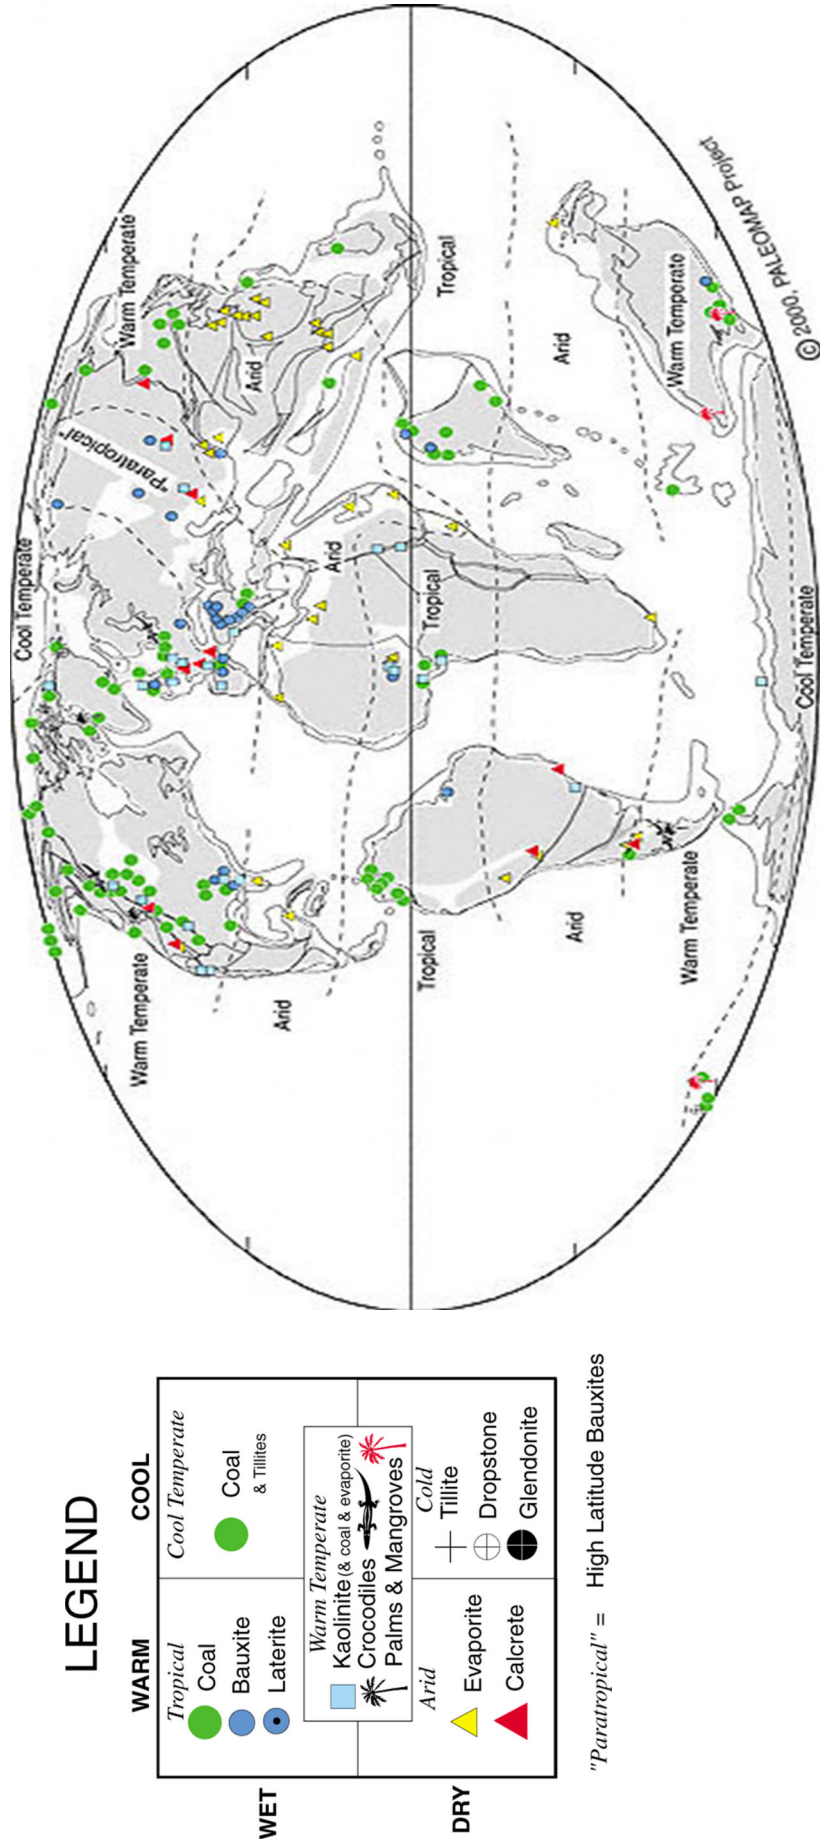 Cool Temperate
Warm Temperate
"Paratropical"
Warm Temperate
Arid
Arid
Arid
Tropical
Tropical
Tropical
Arid
Arid
Warm Temperate
Warm Temperate
Cool Temperate
© 2000, PALEOMAP Project
LEGEND
WARM
COOL
WET
DRY
Tropical
Coal
Bauxite
Laterite
Cool Temperate
Coal
& Tillites
Warm Temperate
Kaolinite (& coal & evaporite)
Crocodiles
Palms & Mangroves
Arid
Evaporite
Calcrete
Cold
Tillite
Dropstone
Glendonite
"Paratropical" = High Latitude Bauxites